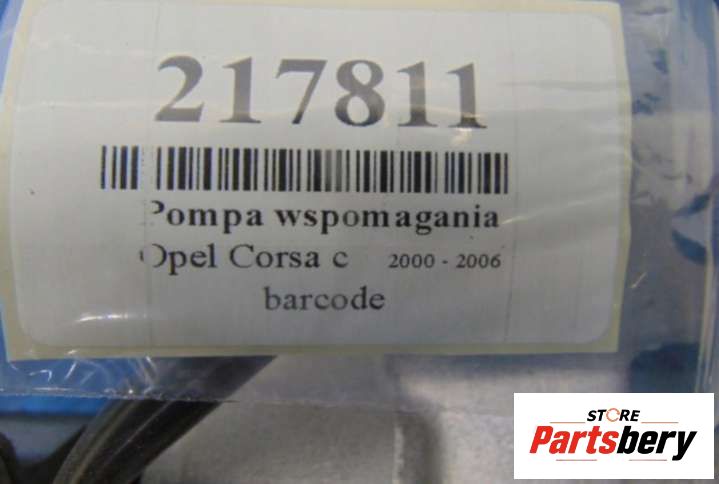 217811
Pompa wspomagania
Opel Corsa c 2000 - 2006
barcode
STORE
Partsbery